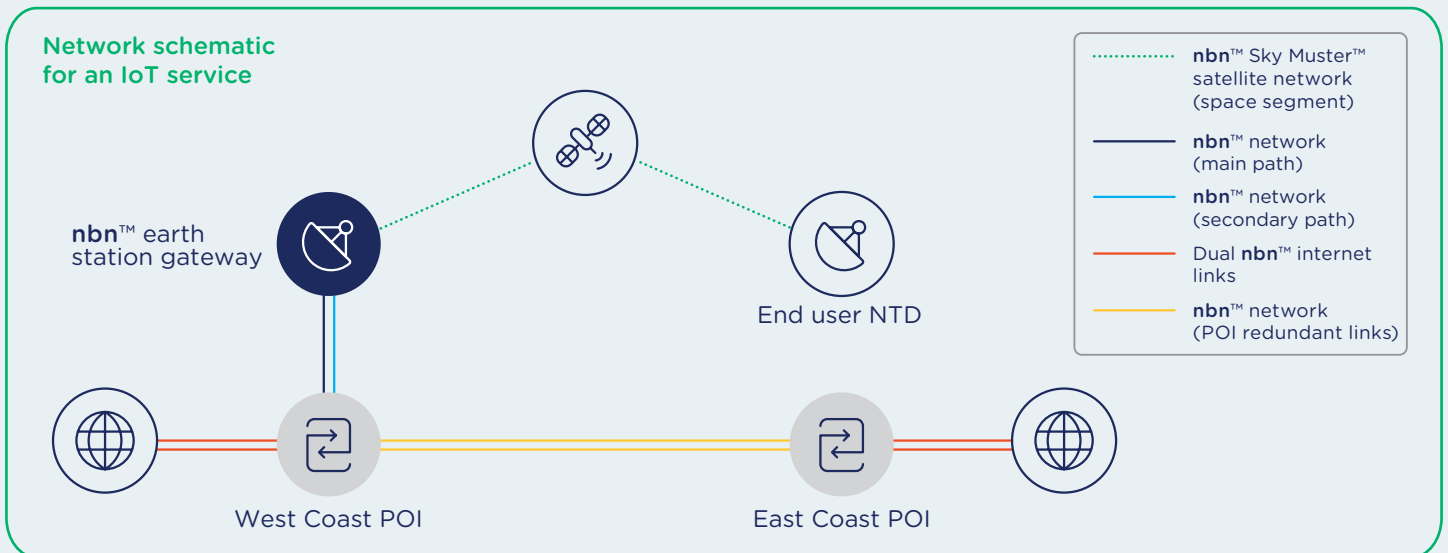 Network schematic
for an IoT service
nbn™ earth
station gateway
End user NTD
West Coast POI
East Coast POI
nbn™ Sky Muster™
satellite network
(space segment)
nbn™ network
(main path)
nbn™ network
(secondary path)
Dual nbn™ internet
links
nbn™ network
(POI redundant links)